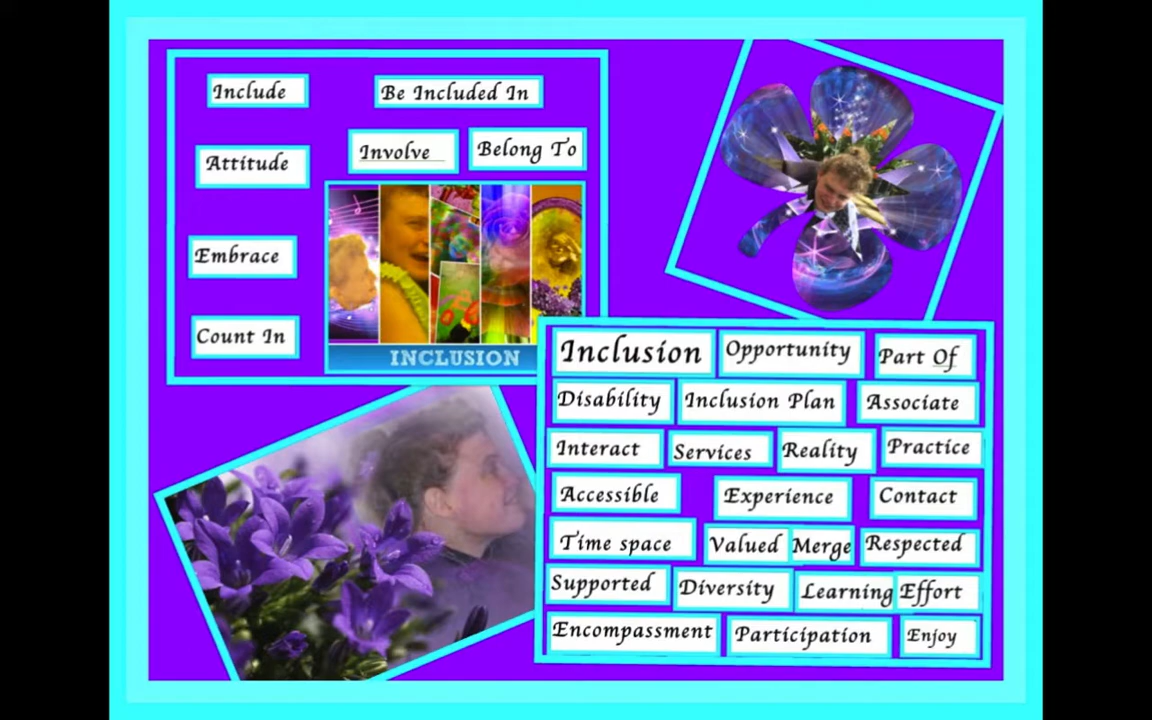 Include
Be Included In
Attitude
Involve
Belong To
Embrace
Count In
INCLUSION
Inclusion Opportunity Part Of
Disability Inclusion Plan Associate
Interact Services Reality Practice
Accessible Experience Contact
Time space Valued Merge Respected
Supported Diversity Learning Effort
Encompassment Participation Enjoy